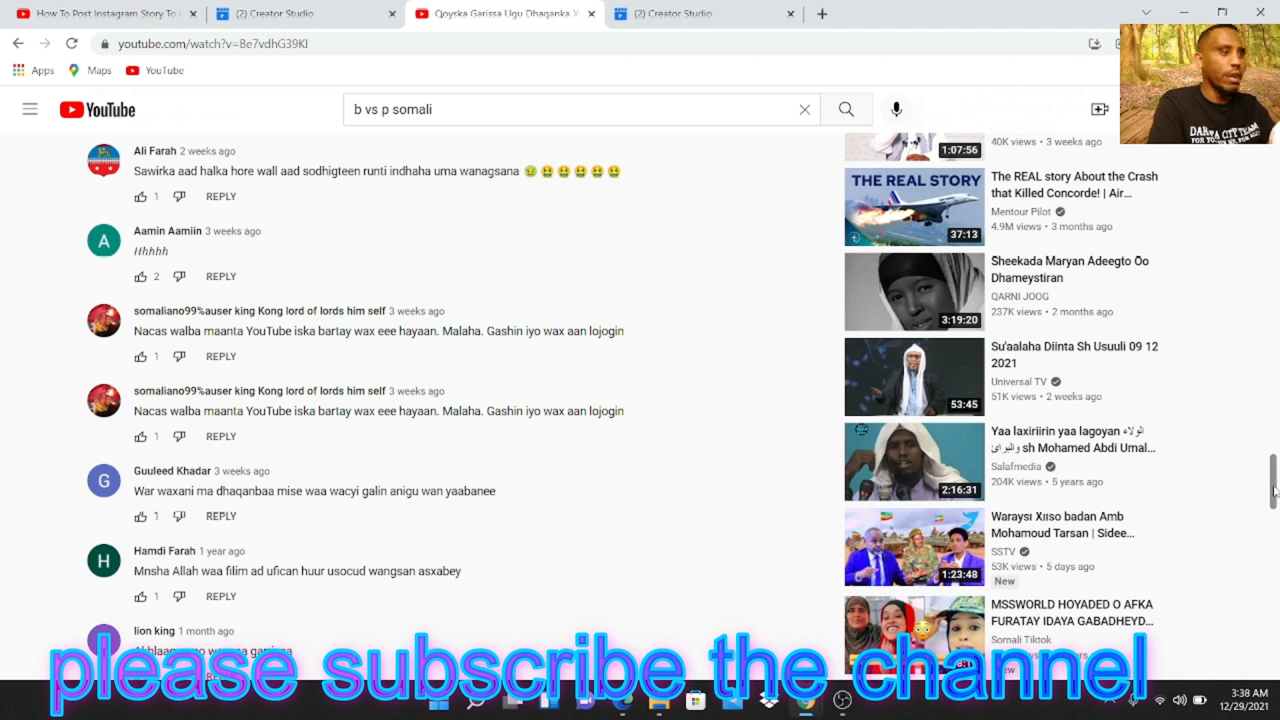 How To Post Instagram Story To
(2) Creator Studio
Qoyska Garissa Ugu Dhaqanka X
(2) Creator Studio
youtube.com/watch?v=Be7vdhG39KI
Apps
Maps
YouTube
YouTube
b vs p somali
DAR
A CITY TEAM
1:07:56
40K views • 3 weeks ago
Ali Farah 2 weeks ago
Sawirka aad halka hore wall aad sodhigteen runti indhaha uma wanagsana
1
REPLY
Aamin Aamiin 3 weeks ago
Hhhhh
2
REPLY
somaliano99%auser king Kong lord of lords him self 3 weeks ago
Nacas walba maanta YouTube iska bartay wax eee hayaan. Malaha. Gashin iyo wax aan lojogin
1
REPLY
somaliano99%auser king Kong lord of lords him self 3 weeks ago
Nacas walba maanta YouTube iska bartay wax eee hayaan. Malaha. Gashin iyo wax aan lojogin
1
REPLY
G
Guuleed Khadar 3 weeks ago
War waxani ma dhaqanbaa mise waa wacyi galin anigu wan yaabanee
1
REPLY
H
Hamdi Farah 1 year ago
Mnsha Allah waa filim ad ufican huur usocud wangsan asxabey
1
REPLY
lion king 1 month ago
A
THE REAL STORY
37:13
The REAL story About the Crash
that Killed Concorde! | Air...
Mentour Pilot
4.9M views • 3 months ago
3:19:20
Sheekada Maryan Adeegto Oo
Dhameystiran
QARNI JOOG
237K views • 2 months ago
53:45
Su'aalaha Diinta Sh Usuuli 09 12
2021
Universal TV
51K views • 2 weeks ago
2:16:31
Yaa laxiriirin yaa lagoyan الولاء
والبرائ sh Mohamed Abdi Umal...
Salafmedia
204K views • 5 years ago
1:23:48
Waraysi Xiiso badan Amb
Mohamoud Tarsan | Sidee...
SSTV
53K views • 5 days ago
New
MSSWORLD HOYADED O AFKA
FURATAY IDAYA GABADHEYD...
Somali Tiktok
please subscribe the channel
3:38 AM
12/29/2021